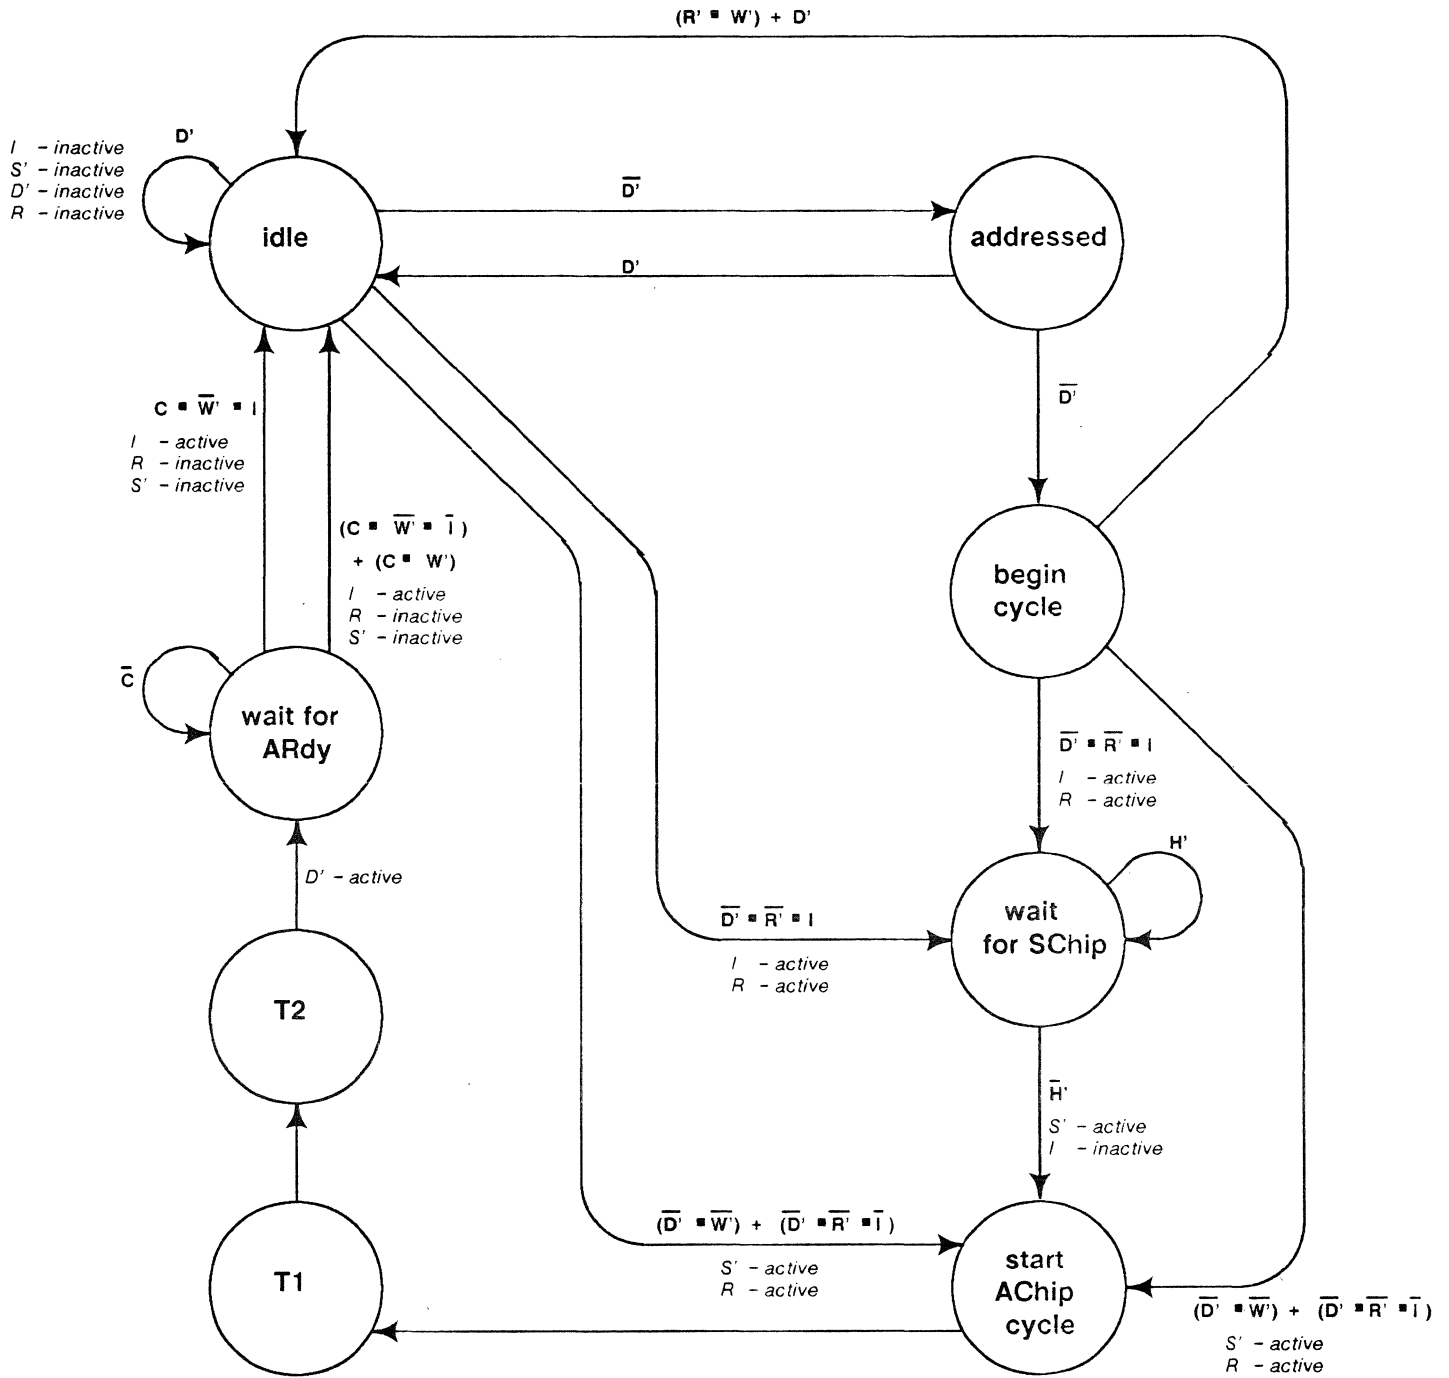 (R' ▪ W') + D'
D'
I – inactive
S' – inactive
D' – inactive
R – inactive
idle
D̅'̅
D'
addressed
D̅'̅
C ▪ W̅' ▪ I
I – active
R – inactive
S' – inactive
(C ▪ W̅'̅ ▪ I̅)
+ (C ▪ W')
I – active
R – inactive
S' – inactive
begin
cycle
C̅
wait for
ARdy
D̅'̅ ▪ R̅'̅ ▪ I
I – active
R – active
H'
D' – active
D̅'̅ ▪ R̅'̅ ▪ I
I – active
R – active
wait
for SChip
T2
H̅'
S' – active
I – inactive
(D̅' ▪ W̅'̅) + (D̅' ▪ R̅'̅ ▪ I̅)
S' – active
R – active
T1
start
AChip
cycle
(D̅' ▪ W̅'̅) + (D̅' ▪ R̅'̅ ▪ I̅)
S' – active
R – active